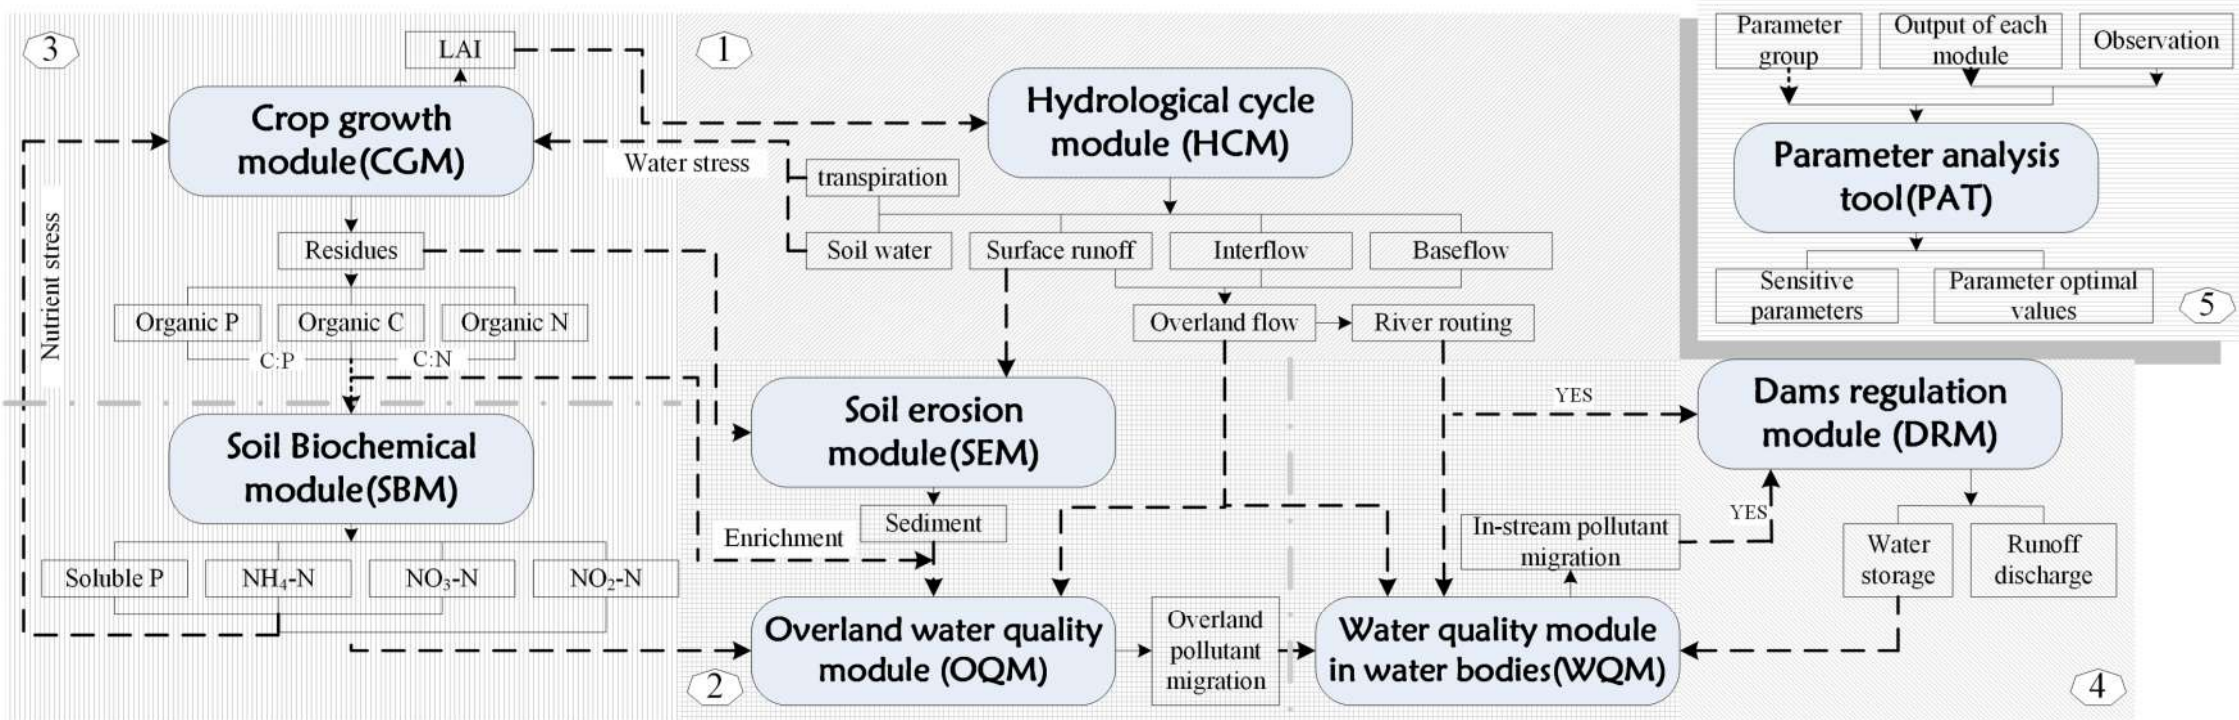 3
LAI
Crop growth
module(CGM)
Water stress
Nutrient stress
Residues
Organic P
Organic C
Organic N
C:P
C:N
Soil Biochemical
module(SBM)
Soluble P
NH₄-N
NO₃-N
NO₂-N
1
Hydrological cycle
module (HCM)
transpiration
Soil water
Surface runoff
Interflow
Baseflow
Overland flow
River routing
Soil erosion
module(SEM)
Sediment
Enrichment
2
Overland water quality
module (OQM)
Overland
pollutant
migration
Water quality module
in water bodies(WQM)
In-stream pollutant
migration
YES
YES
Dams regulation
module (DRM)
Water
storage
Runoff
discharge
4
Parameter
group
Output of each
module
Observation
Parameter analysis
tool(PAT)
Sensitive
parameters
Parameter optimal
values
5